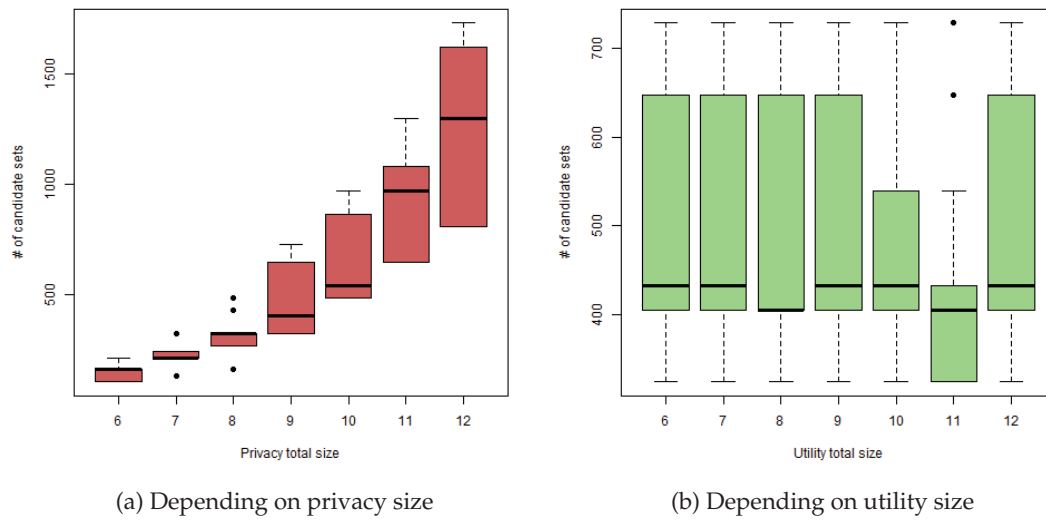 1500
1000
500
# of candidate sets
6 7 8 9 10 11 12
Privacy total size
(a) Depending on privacy size
700
600
500
400
# of candidate sets
6 7 8 9 10 11 12
Utility total size
(b) Depending on utility size